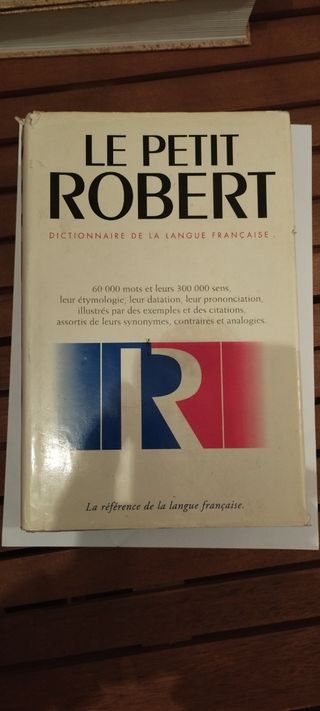 LE PETIT
ROBERT
DICTIONNAIRE DE LA LANGUE FRANÇAISE.
60 000 mots et leurs 300 000 sens,
leur étymologie, leur datation, leur prononciation,
illustrés par des exemples et des citations,
assortis de leurs synonymes, contraires et analogies.
R
La référence de la langue française.